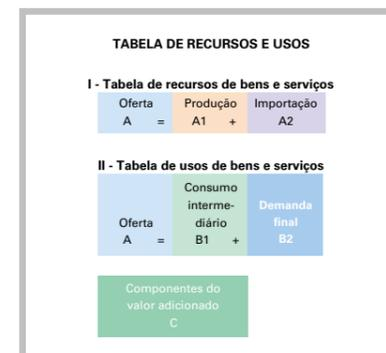 TABELA DE RECURSOS E USOS
I - Tabela de recursos de bens e serviços
Oferta Produção Importação
A = A1 + A2
II - Tabela de usos de bens e serviços
Consumo
interme- Demanda
Oferta diário final
A = B1 + B2
Componentes do
valor adicionado
C